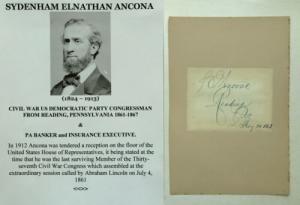 SYDENHAM ELNATHAN ANCONA
(1824 – 1913)
CIVIL WAR US DEMOCRATIC PARTY CONGRESSMAN
FROM READING, PENNSYLVANIA 1861-1867
&
PA BANKER and INSURANCE EXECUTIVE.
In 1912 Ancona was tendered a reception on the floor of the
United States House of Representatives, it being stated at the
time that he was the last surviving Member of the Thirty-
seventh Civil War Congress which assembled at the
extraordinary session called by Abraham Lincoln on July 4,
1861
<<>>
Ancona
Reading